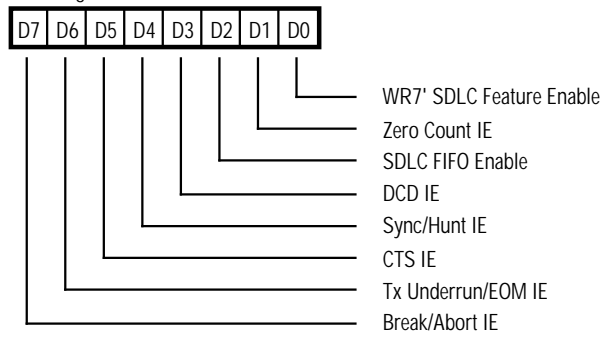 D7 D6 D5 D4 D3 D2 D1 D0
WR7' SDLC Feature Enable
Zero Count IE
SDLC FIFO Enable
DCD IE
Sync/Hunt IE
CTS IE
Tx Underrun/EOM IE
Break/Abort IE